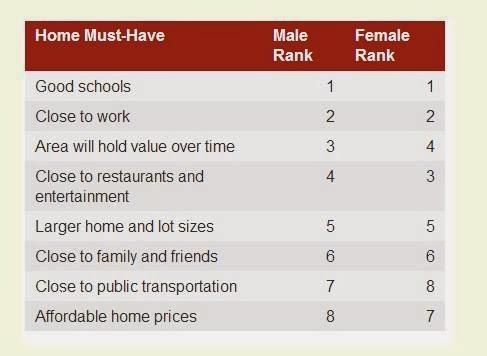 Home Must-Have Male Rank Female Rank
Good schools 1 1
Close to work 2 2
Area will hold value over time 3 4
Close to restaurants and entertainment 4 3
Larger home and lot sizes 5 5
Close to family and friends 6 6
Close to public transportation 7 8
Affordable home prices 8 7